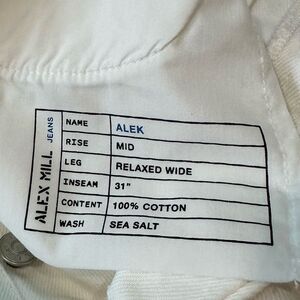 ALEX MILL JEANS
NAME ALEK
RISE MID
LEG RELAXED WIDE
INSEAM 31"
CONTENT 100% COTTON
WASH SEA SALT